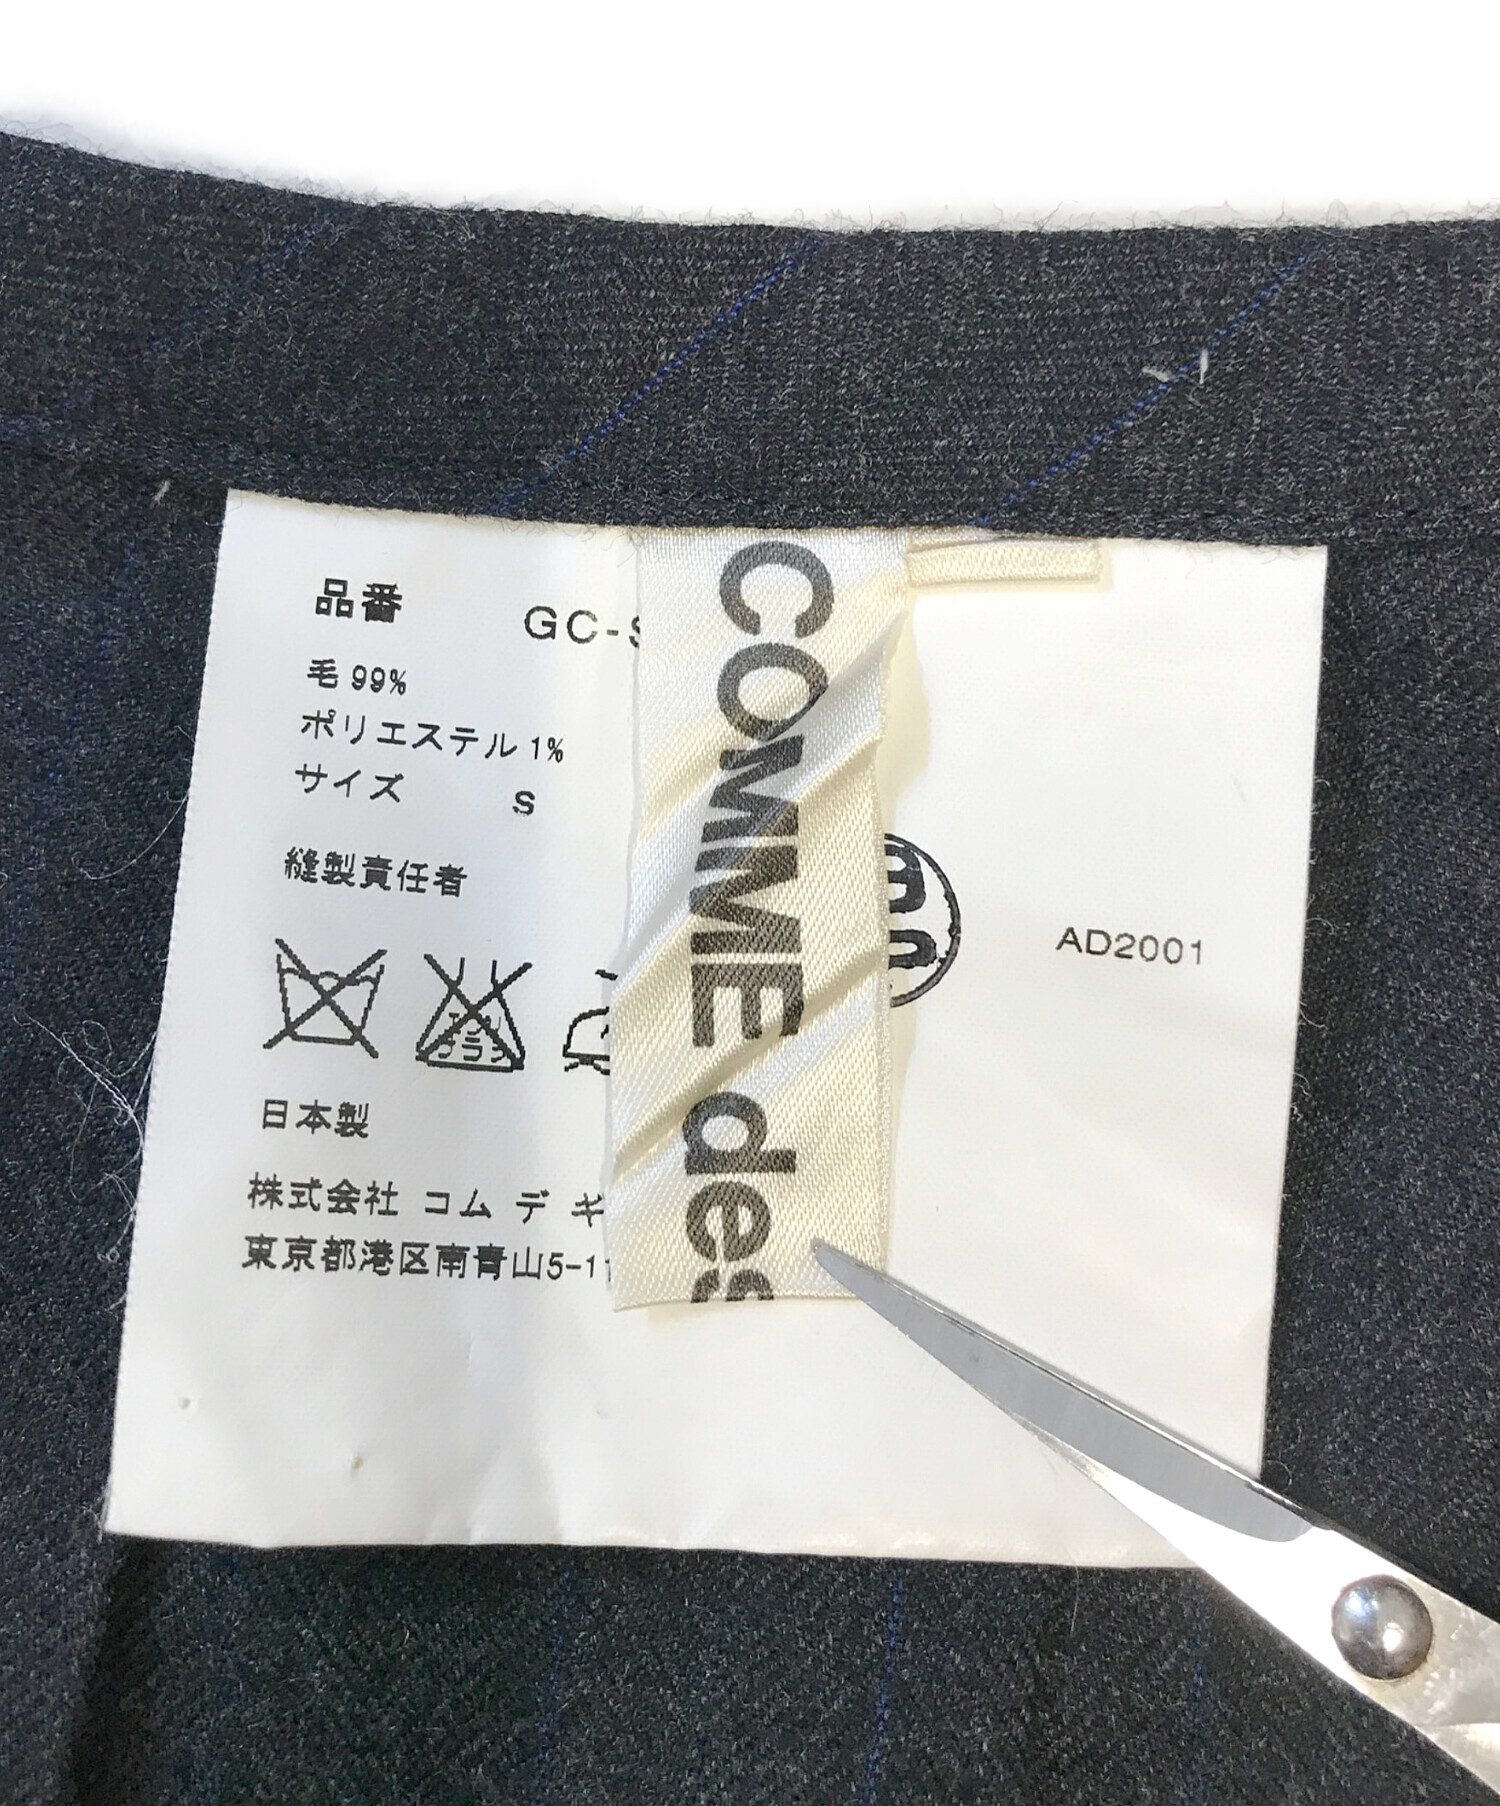 品番 GC-S
毛 99%
ポリエステル 1%
サイズ S
縫製責任者
AD2001
日本製
株式会社 コム デ ギ
東京都港区南青山5-11
COMME des